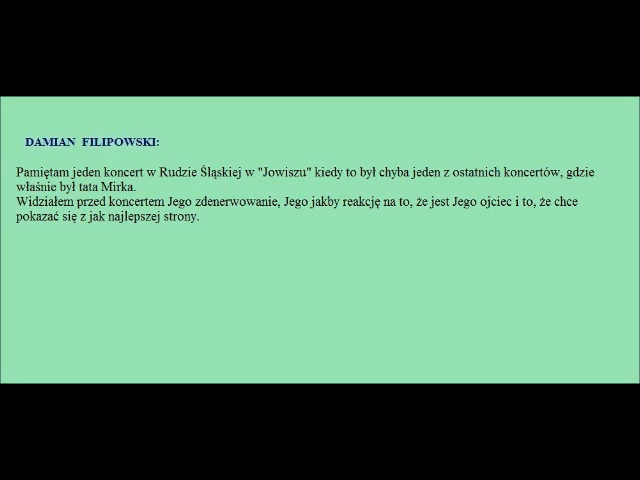 DAMIAN FILIPOWSKI:
Pamiętam jeden koncert w Rudzie Śląskiej w "Jowiszu" kiedy to był chyba jeden z ostatnich koncertów, gdzie
właśnie był tata Mirka.
Widziałem przed koncertem Jego zdenerwowanie, Jego jakby reakcję na to, że jest Jego ojciec i to, że chce
pokazać się z jak najlepszej strony.